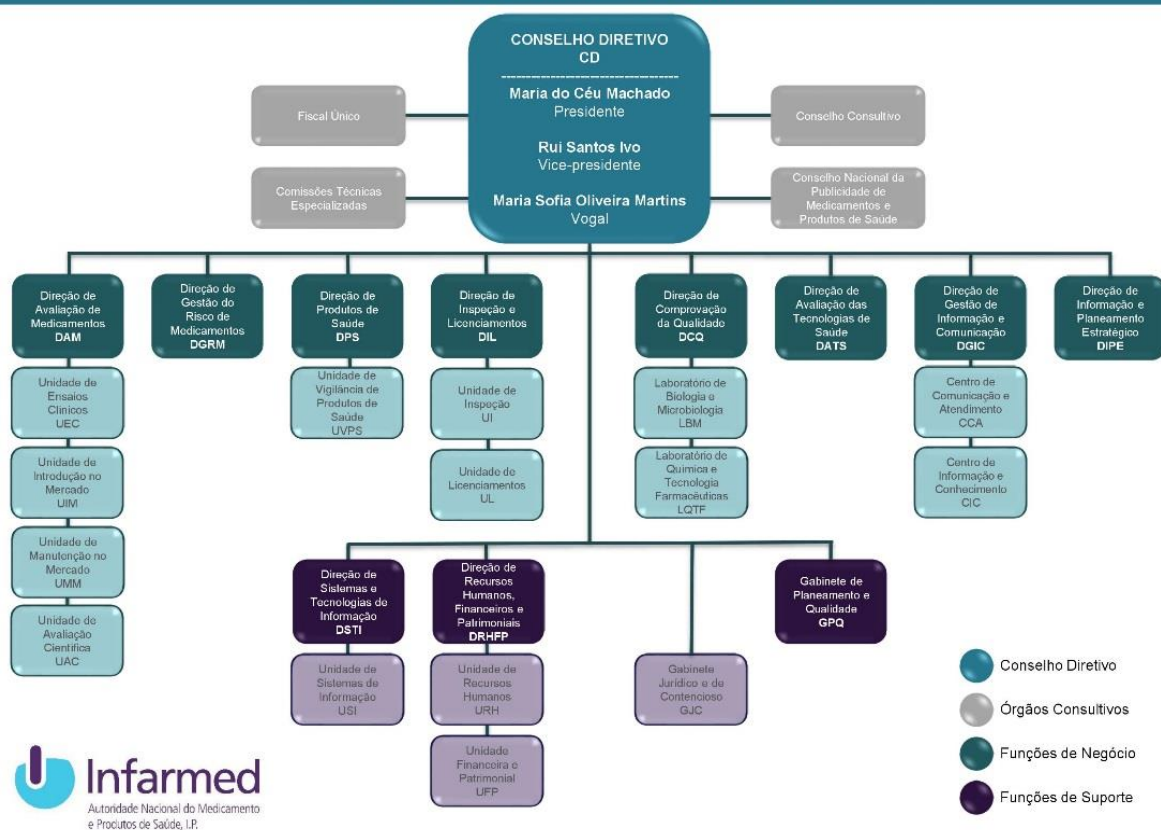 CONSELHO DIRETIVO
CD
----------------------------------
Maria do Céu Machado
Presidente
Rui Santos Ivo
Vice-presidente
Maria Sofia Oliveira Martins
Vogal
Fiscal Único
Conselho Consultivo
Comissões Técnicas
Especializadas
Conselho Nacional da
Publicidade de
Medicamentos e
Produtos de Saúde
Direção de
Avaliação de
Medicamentos
DAM
Direção de
Gestão do
Risco de
Medicamentos
DGRM
Direção de
Produtos de
Saúde
DPS
Direção de
Inspeção e
Licenciamentos
DIL
Direção de
Comprovação
da Qualidade
DCQ
Direção de
Avaliação das
Tecnologias de
Saúde
DATS
Direção de
Gestão de
Informação e
Comunicação
DGIC
Direção de
Informação e
Planeamento
Estratégico
DIPE
Unidade de
Ensaios
Clínicos
UEC
Unidade de
Vigilância de
Produtos de
Saúde
UVPS
Unidade de
Inspeção
UI
Laboratório de
Biologia e
Microbiologia
LBM
Centro de
Comunicação e
Atendimento
CCA
Unidade de
Introdução no
Mercado
UIM
Unidade de
Licenciamentos
UL
Laboratório de
Química e
Tecnologia
Farmacêuticas
LQTF
Centro de
Informação e
Conhecimento
CIC
Unidade de
Manutenção no
Mercado
UMM
Unidade de
Avaliação
Científica
UAC
Direção de
Sistemas e
Tecnologias de
Informação
DSTI
Direção de
Recursos
Humanos,
Financeiros e
Patrimoniais
DRHFP
Gabinete de
Planeamento e
Qualidade
GPQ
Unidade de
Sistemas de
Informação
USI
Unidade de
Recursos
Humanos
URH
Gabinete
Jurídico e de
Contencioso
GJC
Unidade
Financeira e
Patrimonial
UFP
Conselho Diretivo
Órgãos Consultivos
Funções de Negócio
Funções de Suporte
Infarmed
Autoridade Nacional do Medicamento
e Produtos de Saúde, I.P.